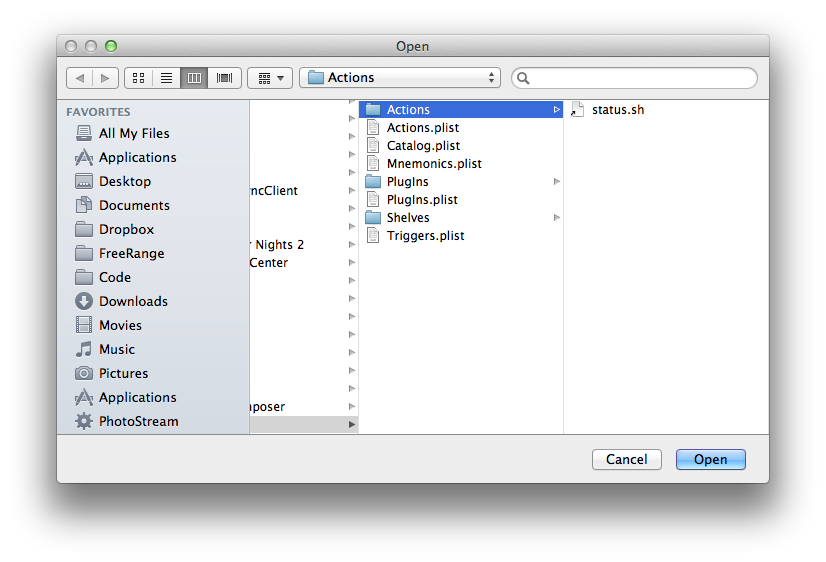 Open
Actions
FAVORITES
All My Files
Applications
Desktop
Documents
Dropbox
FreeRange
Code
Downloads
Movies
Music
Pictures
Applications
PhotoStream
ncClient
Nights 2
Center
poser
Actions
Actions.plist
Catalog.plist
Mnemonics.plist
PlugIns
PlugIns.plist
Shelves
Triggers.plist
status.sh
Cancel
Open